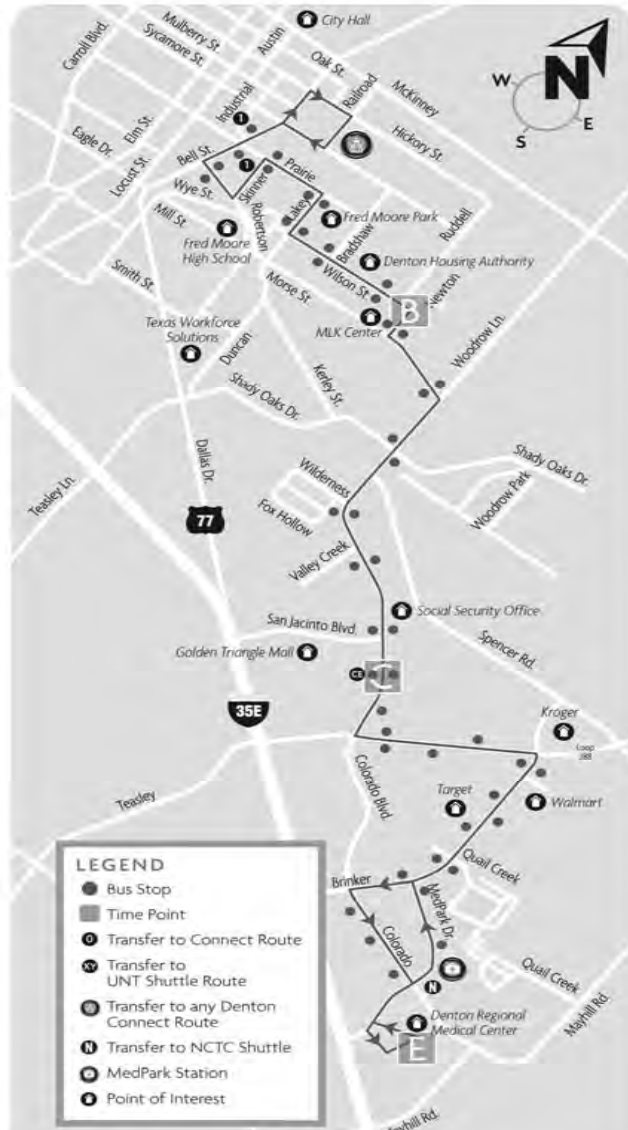 City Hall
Carroll Blvd.
Mulberry St.
Sycamore St.
Austin
Oak St.
McKinney
N
W
E
S
Industrial
Railroad
Elm St.
Eagle Dr.
Locust St.
Bell St.
1
1
Hickory St.
Prairie
Wye St.
Skinner
Lakey
Fred Moore Park
Mill St.
Robertson
Bradshaw
Ruddell
Fred Moore
High School
Denton Housing Authority
Smith St.
Morse St.
Wilson St.
B
Newton
MLK Center
Texas Workforce
Solutions
Duncan
Woodrow Ln.
Kerley St.
Shady Oaks Dr.
Shady Oaks Dr.
Dallas Dr.
Teasley Ln.
Wilderness
Woodrow Park
77
Fox Hollow
Valley Creek
Social Security Office
San Jacinto Blvd.
Golden Triangle Mall
Spencer Rd.
C
35E
Kroger
Loop
288
Colorado Blvd.
Teasley
Target
Walmart
Quail Creek
Brinker
MedPark Dr.
Colorado
Quail Creek
N
Mayhill Rd.
Denton Regional
Medical Center
E
Mayhill Rd.
LEGEND
Bus Stop
Time Point
Transfer to Connect Route
XY Transfer to
UNT Shuttle Route
Transfer to any Denton
Connect Route
N Transfer to NCTC Shuttle
MedPark Station
Point of Interest